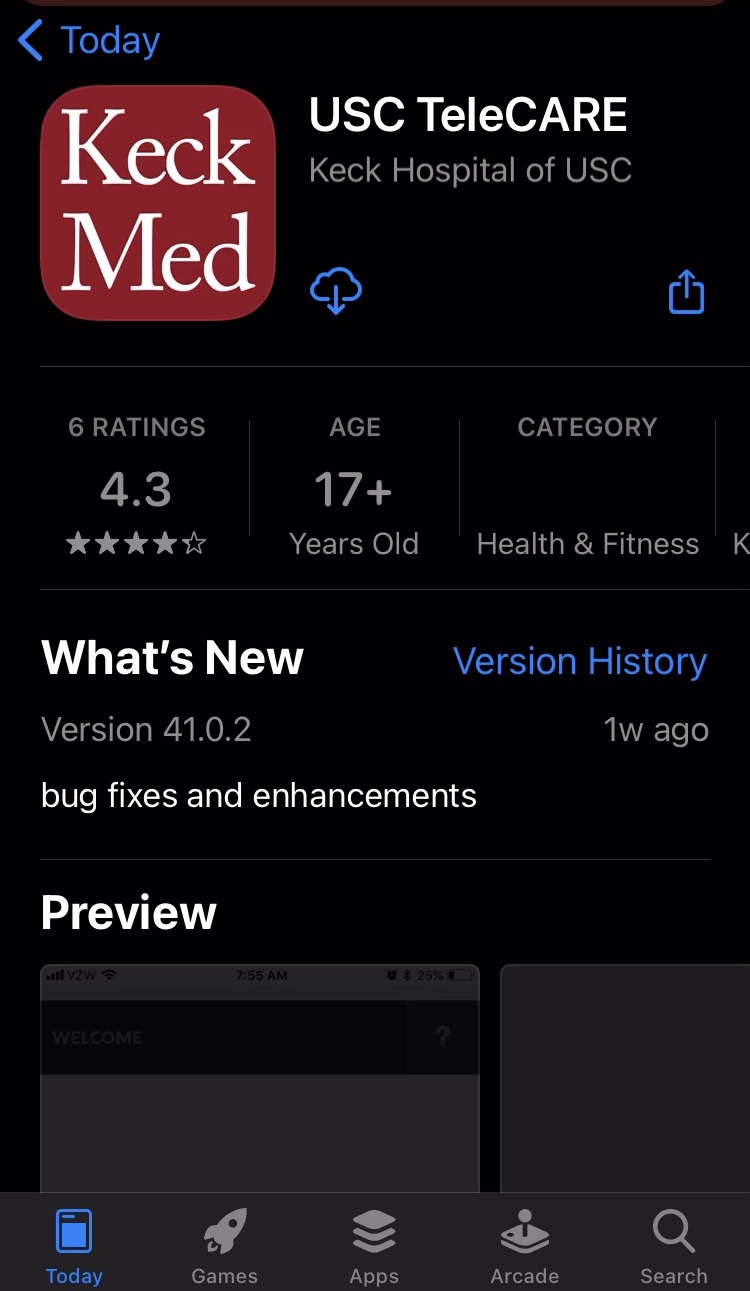 Today
Keck
Med
USC TeleCARE
Keck Hospital of USC
6 RATINGS
4.3
AGE
17+
Years Old
CATEGORY
Health & Fitness
K
What's New
Version History
Version 41.0.2
1w ago
bug fixes and enhancements
Preview
VZW
7:55 AM
25%
WELCOME
?
Today
Games
Apps
Arcade
Search